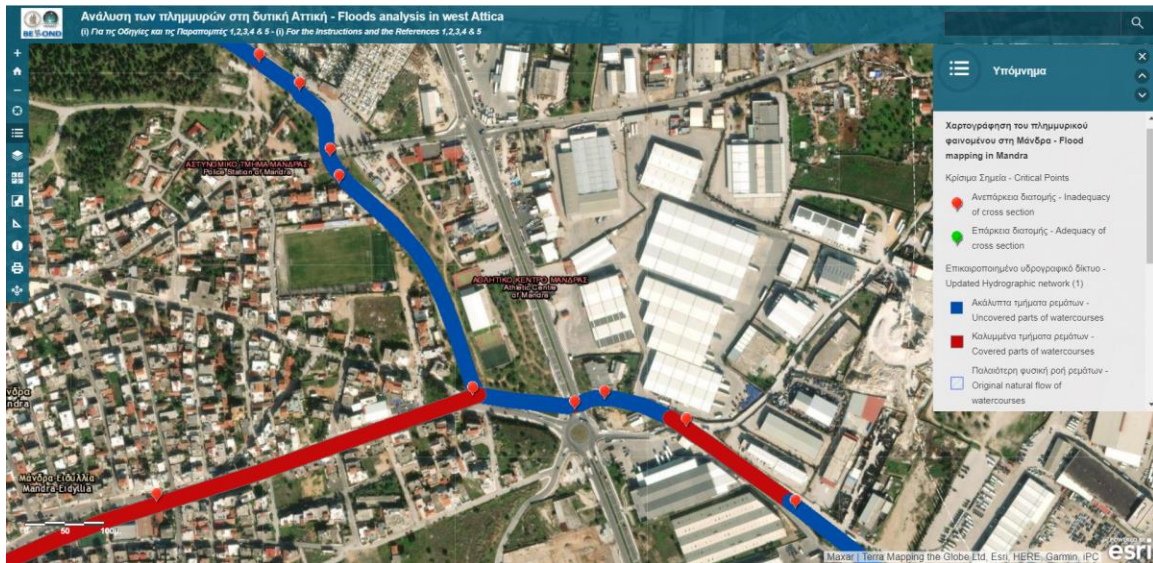 BEYOND
Ανάλυση των πλημμυρών στη δυτική Αττική - Floods analysis in west Attica
(i) Για τις Οδηγίες και τις Παραπομπές 1,2,3,4 & 5 - (i) For the Instructions and the References 1,2,3,4 & 5
Υπόμνημα
Χαρτογράφηση του πλημμυρικού
φαινομένου στη Μάνδρα - Flood
mapping in Mandra
Κρίσιμα Σημεία - Critical Points
Ανεπάρκεια διατομής - Inadequacy
of cross section
Επάρκεια διατομής - Adequacy of
cross section
Επικαιροποιημένο υδρογραφικό δίκτυο -
Updated Hydrographic network (1)
Ακάλυπτα τμήματα ρεμάτων -
Uncovered parts of watercourses
Καλυμμένα τμήματα ρεμάτων -
Covered parts of watercourses
Παλαιότερη φυσική ροή ρεμάτων -
Original natural flow of
watercourses
ΑΣΤΥΝΟΜΙΚΟ ΤΜΗΜΑ ΜΑΝΔΡΑΣ
Police Station of Mandra
ΑΘΛΗΤΙΚΟ ΚΕΝΤΡΟ ΜΑΝΔΡΑΣ
Athletic Centre
of Mandra
νδρα
ndra
Μάνδρα Ειδυλλία
Mandra Eidyllia
0 50 100
Maxar | Terra Mapping the Globe Ltd, Esri, HERE, Garmin, iPC
POWERED BY
esri